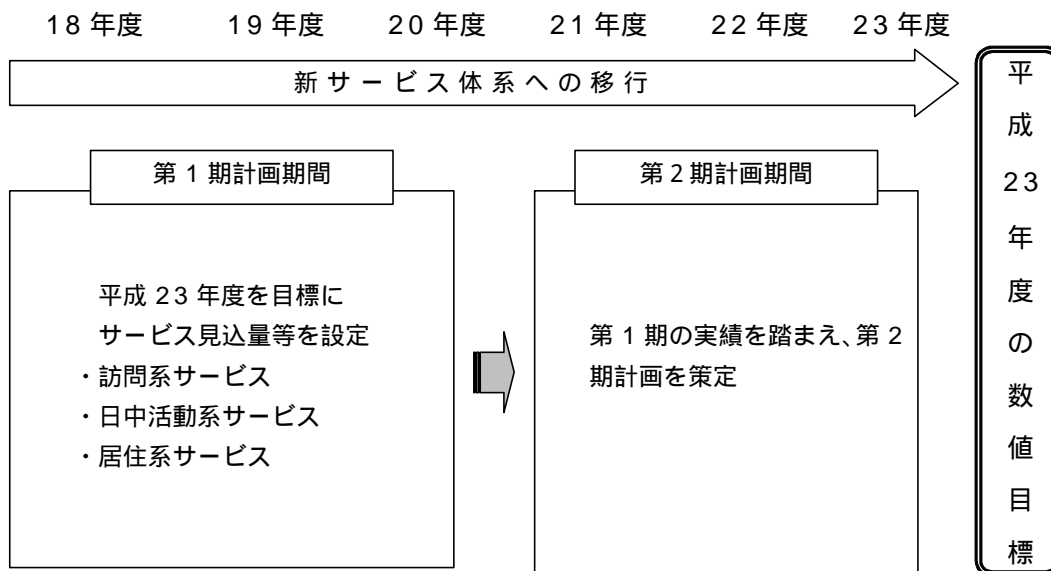 18年度 19年度 20年度 21年度 22年度 23年度
新サービス体系への移行
第1期計画期間
平成23年度を目標に
サービス見込量等を設定
・訪問系サービス
・日中活動系サービス
・居住系サービス
第2期計画期間
第1期の実績を踏まえ、第2
期計画を策定
平成23年度の数値目標